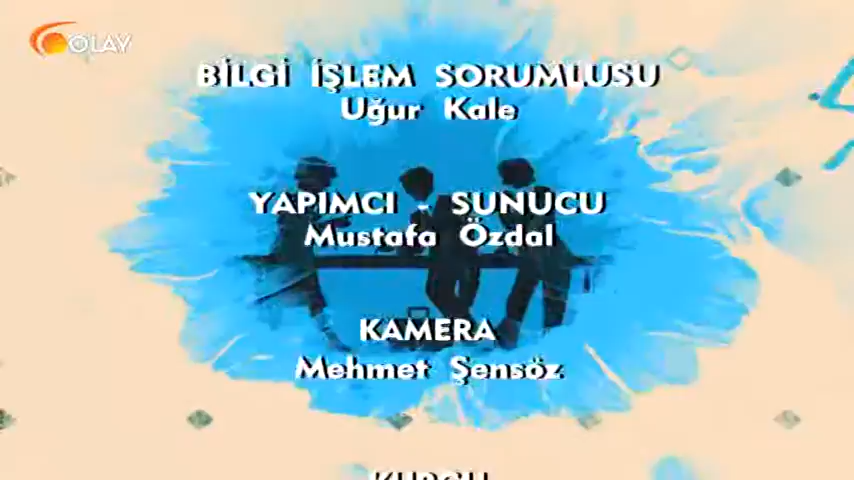 OLAY
BİLGİ İŞLEM SORUMLUSU
Uğur Kale
YAPIMCI - SUNUCU
Mustafa Özdal
KAMERA
Mehmet Şensöz